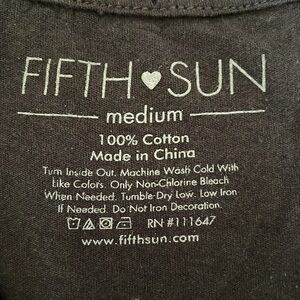 FIFTH SUN
medium
100% Cotton
Made in China
Turn Inside Out. Machine Wash Cold With
Like Colors. Only Non-Chlorine Bleach
When Needed. Tumble Dry Low. Low Iron
If Needed. Do Not Iron Decoration.
RN #111647
www.fifthsun.com